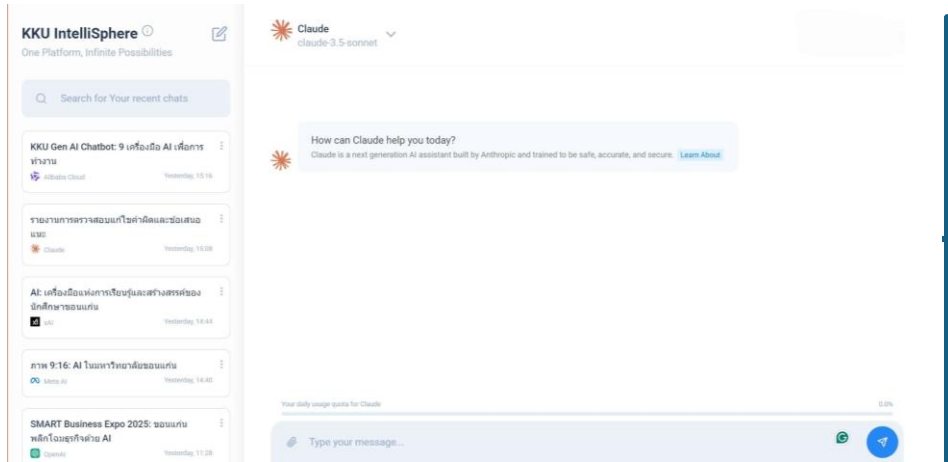 KKU IntelliSphere
One Platform, Infinite Possibilities
Search for Your recent chats
KKU Gen AI Chatbot: 9 เครื่องมือ AI เพื่อการ
ทำงาน
Alibaba Cloud
Yesterday, 15:16
รายงานการตรวจสอบแก้ไขคำผิดและข้อเสนอ
แนะ
Claude
Yesterday, 15:08
AI: เครื่องมือแห่งการเรียนรู้และสร้างสรรค์ของ
นักศึกษาขอนแก่น
xAI
Yesterday, 14:44
ภาพ 9:16: AI ในมหาวิทยาลัยขอนแก่น
Meta AI
Yesterday, 14:40
SMART Business Expo 2025: ขอนแก่น
พลิกโฉมธุรกิจด้วย AI
OpenAI
Yesterday, 11:28
Claude
claude-3.5-sonnet
How can Claude help you today?
Claude is a next generation AI assistant built by Anthropic and trained to be safe, accurate, and secure. Learn About
Your daily usage quota for Claude
0.0%
Type your message...